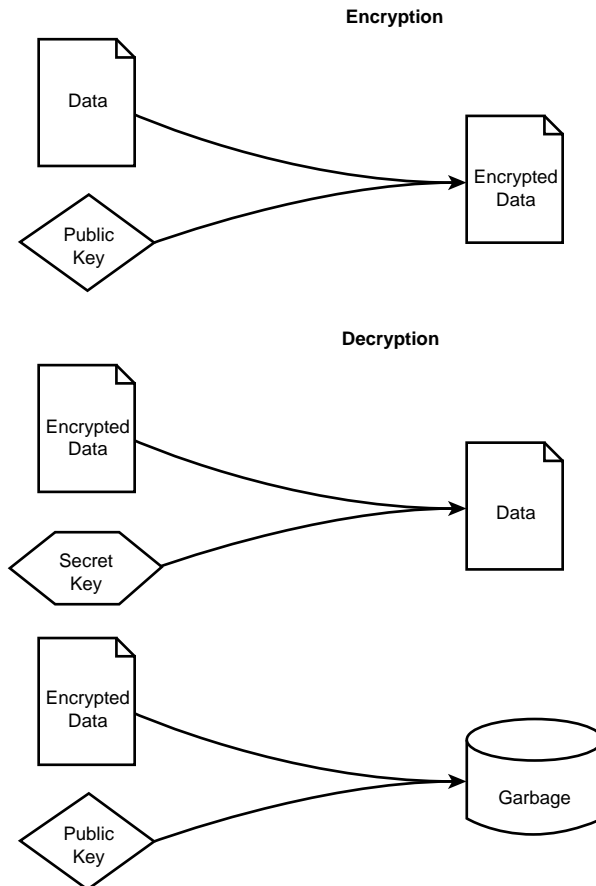 Encryption
Data
Public
Key
Encrypted
Data
Decryption
Encrypted
Data
Secret
Key
Data
Encrypted
Data
Public
Key
Garbage